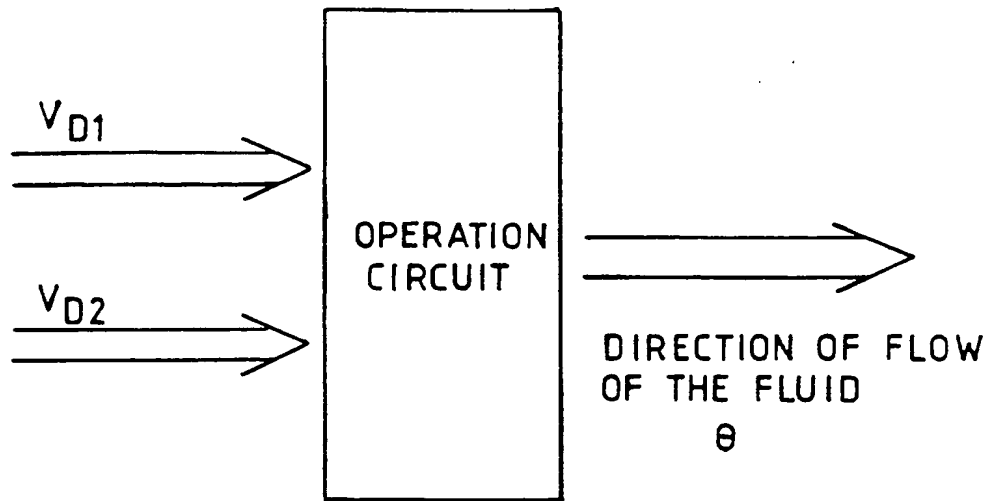 V_D1
V_D2
OPERATION
CIRCUIT
DIRECTION OF FLOW
OF THE FLUID
θ